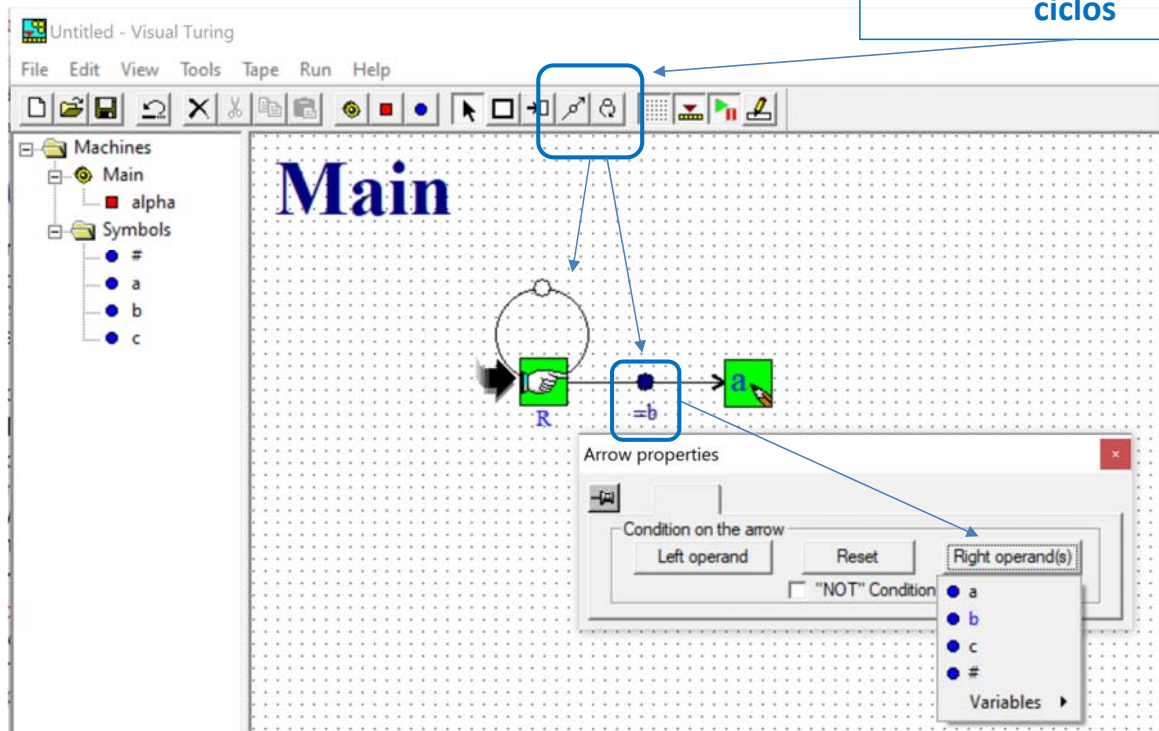 ciclos
Untitled - Visual Turing
File Edit View Tools Tape Run Help
Machines
Main
alpha
Symbols
#
a
b
c
Main
a
R
=b
Arrow properties
Condition on the arrow
Left operand Reset Right operand(s)
"NOT" Condition
a
b
c
#
Variables